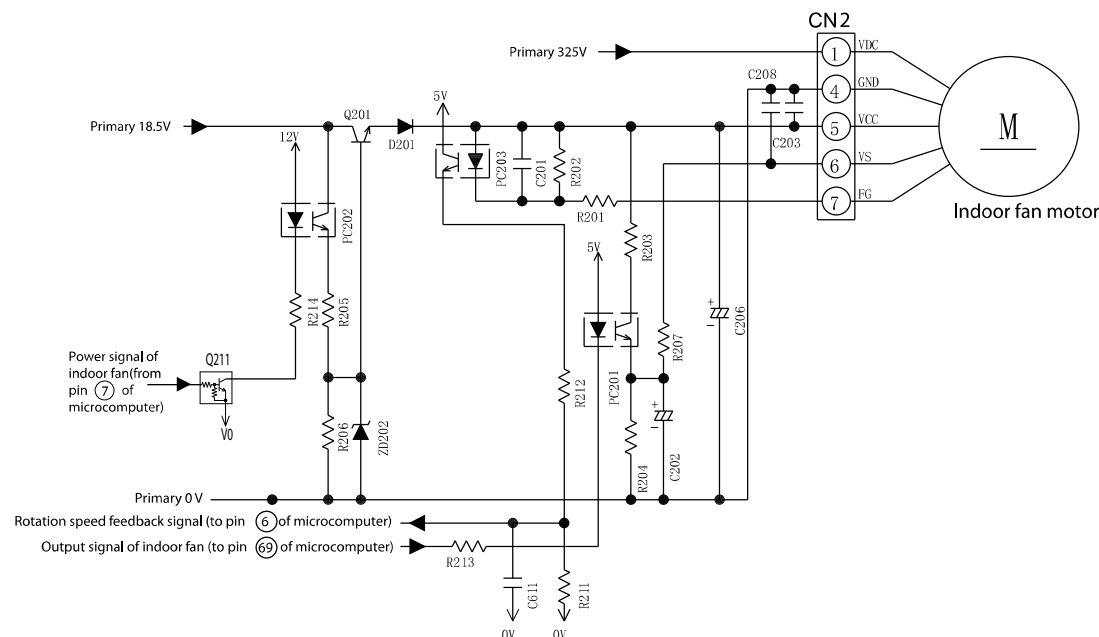 CN2
Primary 325V
1
VDC
C208
4
GND
5V
Q201
Primary 18.5V
12V
D201
5
VCC
C203
M
PC203
C201
R202
6
VS
7
FG
R201
Indoor fan motor
PC202
R203
5V
R214
R205
C206
R207
Power signal of
indoor fan(from
pin 7 of
microcomputer)
Q211
PC201
R212
V0
R206
ZD202
R204
C202
Primary 0 V
Rotation speed feedback signal (to pin 6 of microcomputer)
Output signal of indoor fan (to pin 69 of microcomputer)
R213
C611
R211
0V
0V